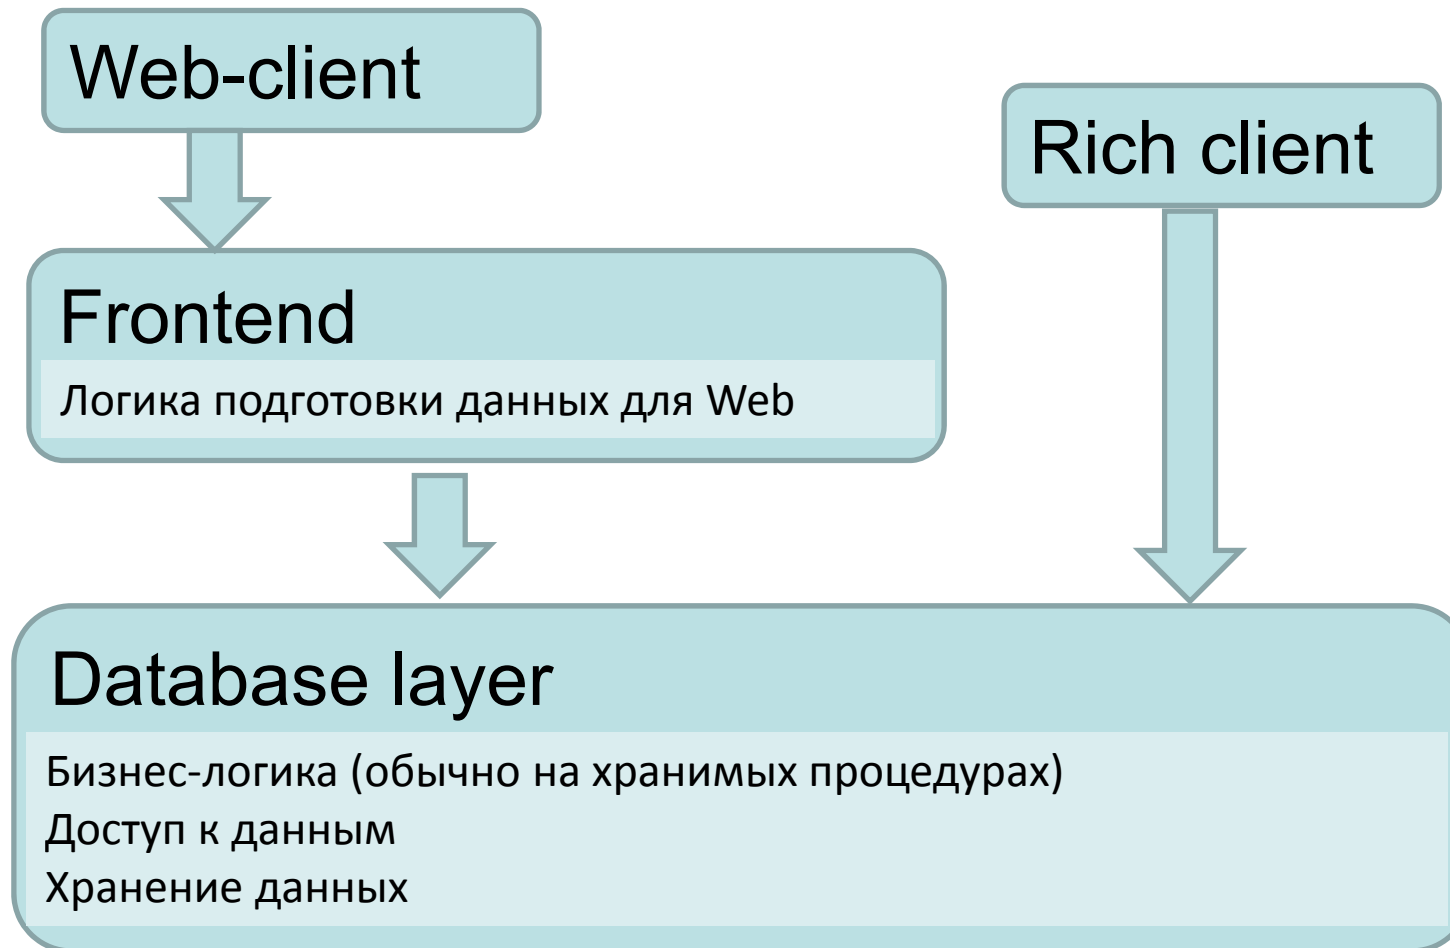 Web-client
Rich client
Frontend
Логика подготовки данных для Web
Database layer
Бизнес-логика (обычно на хранимых процедурах)
Доступ к данным
Хранение данных